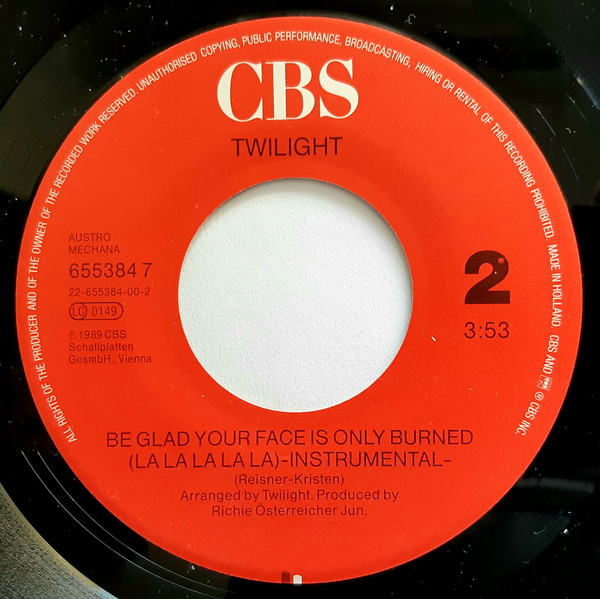 ALL RIGHTS OF THE PRODUCER AND OF THE OWNER OF THE RECORDED WORK RESERVED. UNAUTHORISED COPYING, PUBLIC PERFORMANCE, BROADCASTING, HIRING OR RENTAL OF THIS RECORDING PROHIBITED. MADE IN HOLLAND. CBS AND ® CBS INC.
CBS
TWILIGHT
AUSTRO
MECHANA
655384 7
22-655384-00-2
LC 0149
℗ 1989 CBS
Schallplatten
GesmbH., Vienna
2
3:53
BE GLAD YOUR FACE IS ONLY BURNED
(LA LA LA LA LA)-INSTRUMENTAL-
(Reisner-Kristen)
Arranged by Twilight. Produced by
Richie Österreicher Jun.